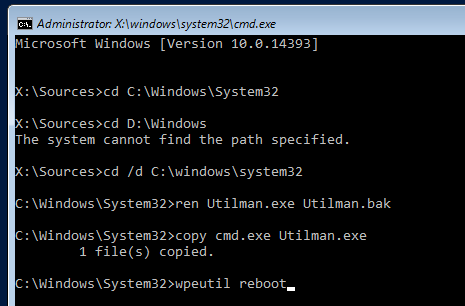 Administrator: X:\windows\system32\cmd.exe
Microsoft Windows [Version 10.0.14393]
X:\Sources>cd C:\Windows\System32
X:\Sources>cd D:\Windows
The system cannot find the path specified.
X:\Sources>cd /d C:\windows\system32
C:\Windows\System32>ren Utilman.exe Utilman.bak
C:\Windows\System32>copy cmd.exe Utilman.exe
1 file(s) copied.
C:\Windows\System32>wpeutil reboot